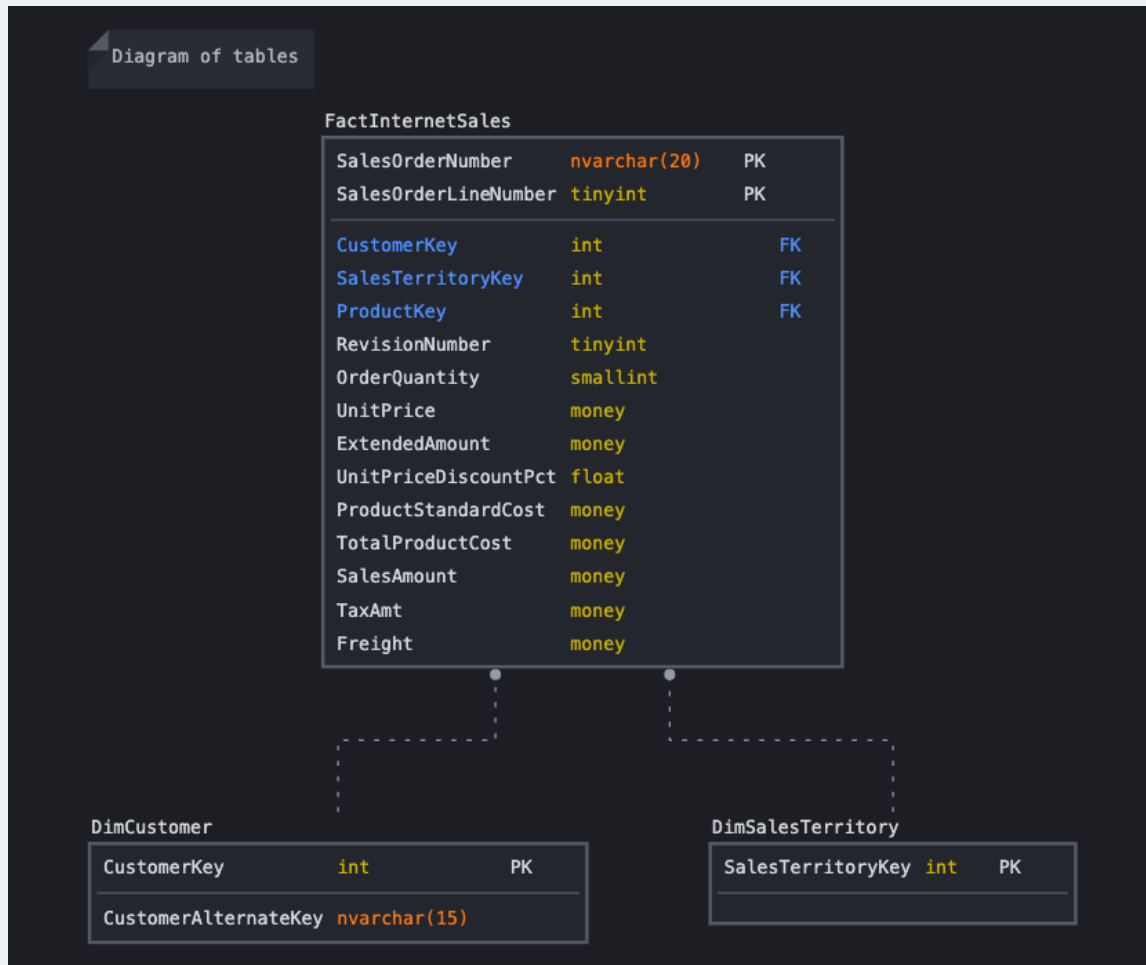 Diagram of tables
FactInternetSales
SalesOrderNumber nvarchar(20) PK
SalesOrderLineNumber tinyint PK
CustomerKey int FK
SalesTerritoryKey int FK
ProductKey int FK
RevisionNumber tinyint
OrderQuantity smallint
UnitPrice money
ExtendedAmount money
UnitPriceDiscountPct float
ProductStandardCost money
TotalProductCost money
SalesAmount money
TaxAmt money
Freight money
DimCustomer
CustomerKey int PK
CustomerAlternateKey nvarchar(15)
DimSalesTerritory
SalesTerritoryKey int PK